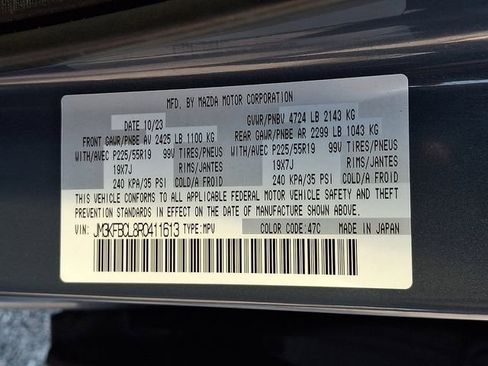 MFD. BY MAZDA MOTOR CORPORATION
DATE 10/23 GVWR/PNBV 4724 LB 2143 KG
FRONT GAWR/PNBE AV 2425 LB 1100 KG REAR GAWR/PNBE AR 2299 LB 1043 KG
WITH/AVEC P225/55R19 99V TIRES/PNEUS WITH/AVEC P225/55R19 99V TIRES/PNEUS
19X7J RIMS/JANTES 19X7J RIMS/JANTES
240 KPA/35 PSI COLD/A FROID 240 KPA/35 PSI COLD/A FROID
THIS VEHICLE CONFORMS TO ALL APPLICABLE FEDERAL MOTOR VEHICLE SAFETY AND THEFT
PREVENTION STANDARDS IN EFFECT ON THE DATE OF MANUFACTURE SHOWN ABOVE.
VIN: JM3KFBCL8R0411613 TYPE: MPV COLOR CODE: 47C MADE IN JAPAN